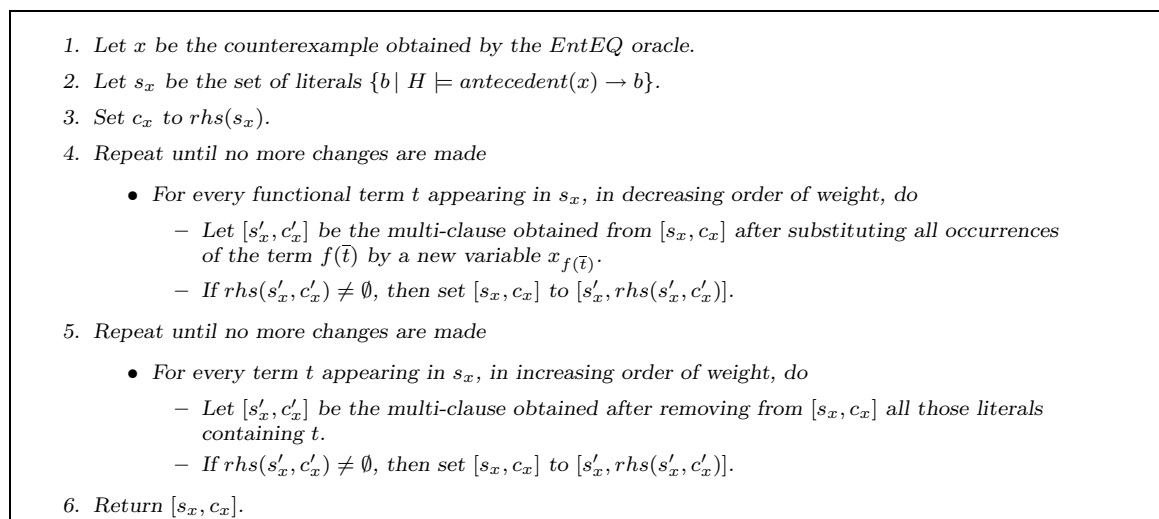 1. Let x be the counterexample obtained by the EntEQ oracle.
2. Let s_x be the set of literals {b | H ⊨ antecedent(x) → b}.
3. Set c_x to rhs(s_x).
4. Repeat until no more changes are made
• For every functional term t appearing in s_x, in decreasing order of weight, do
– Let [s′_x, c′_x] be the multi-clause obtained from [s_x, c_x] after substituting all occurrences
of the term f(t̄) by a new variable x_{f(t̄)}.
– If rhs(s′_x, c′_x) ≠ ∅, then set [s_x, c_x] to [s′_x, rhs(s′_x, c′_x)].
5. Repeat until no more changes are made
• For every term t appearing in s_x, in increasing order of weight, do
– Let [s′_x, c′_x] be the multi-clause obtained after removing from [s_x, c_x] all those literals
containing t.
– If rhs(s′_x, c′_x) ≠ ∅, then set [s_x, c_x] to [s′_x, rhs(s′_x, c′_x)].
6. Return [s_x, c_x].